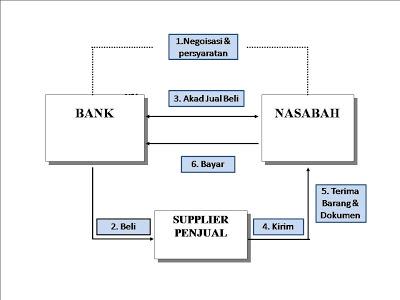 1.Negoisasi &
persyaratan
BANK
3. Akad Jual Beli
NASABAH
6. Bayar
5. Terima
Barang &
Dokumen
2. Beli
SUPPLIER
PENJUAL
4. Kirim